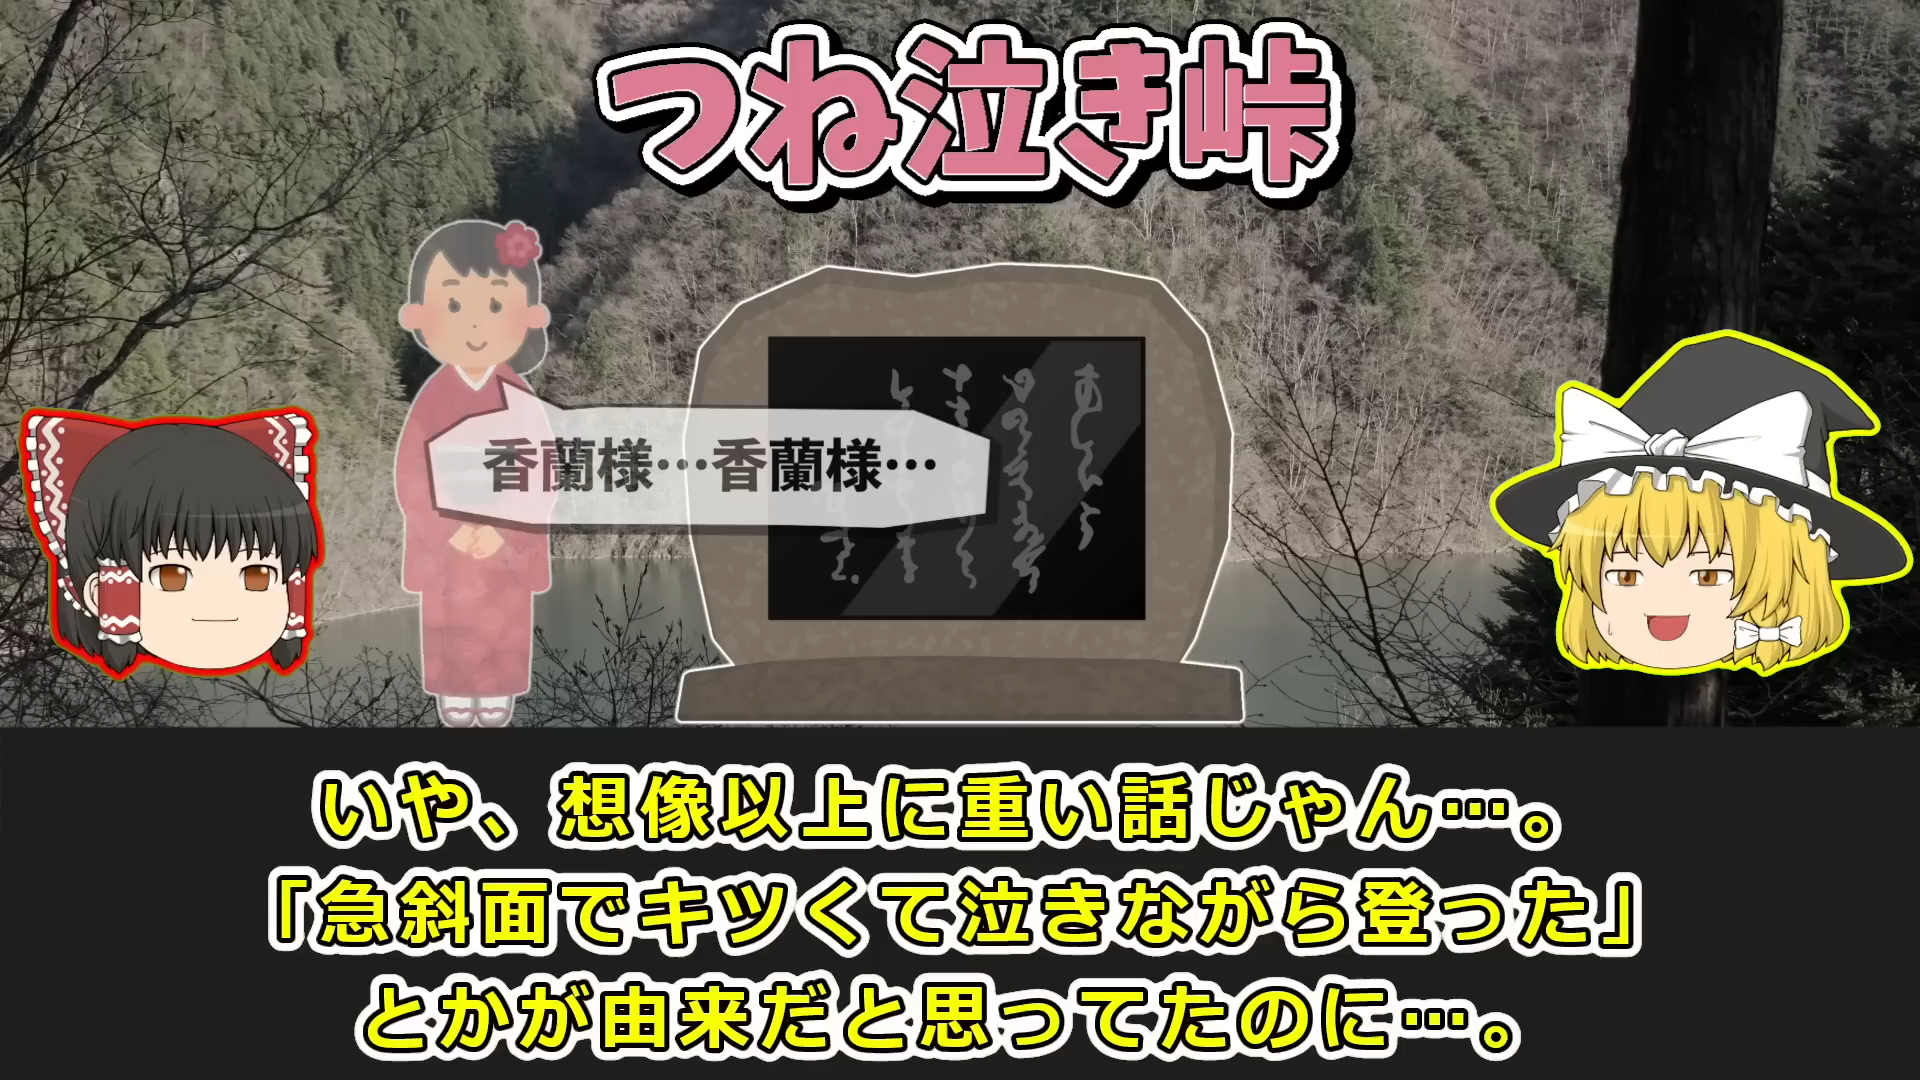 つね泣き峠
香蘭様…香蘭様…
いや、想像以上に重い話じゃん…。
「急斜面でキツくて泣きながら登った」
とかが由来だと思ってたのに…。